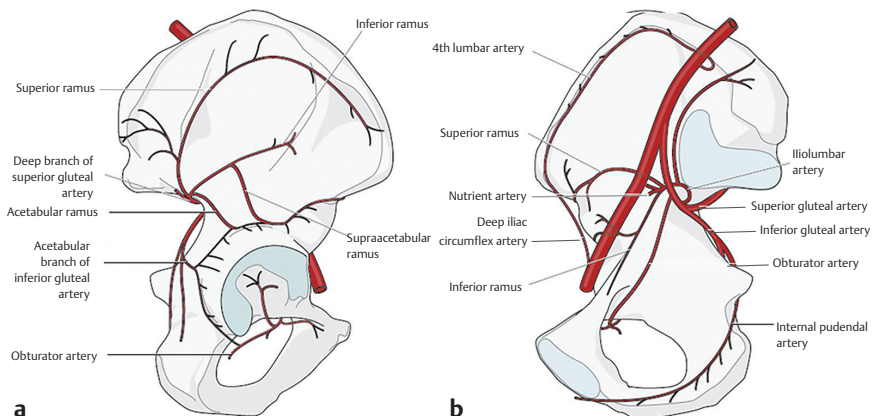 Inferior ramus
Superior ramus
Deep branch of
superior gluteal
artery
Acetabular ramus
Acetabular
branch of
inferior gluteal
artery
Supraacetabular
ramus
Obturator artery
a
4th lumbar artery
Superior ramus
Nutrient artery
Deep iliac
circumflex artery
Inferior ramus
Iliolumbar
artery
Superior gluteal artery
Inferior gluteal artery
Obturator artery
Internal pudendal
artery
b